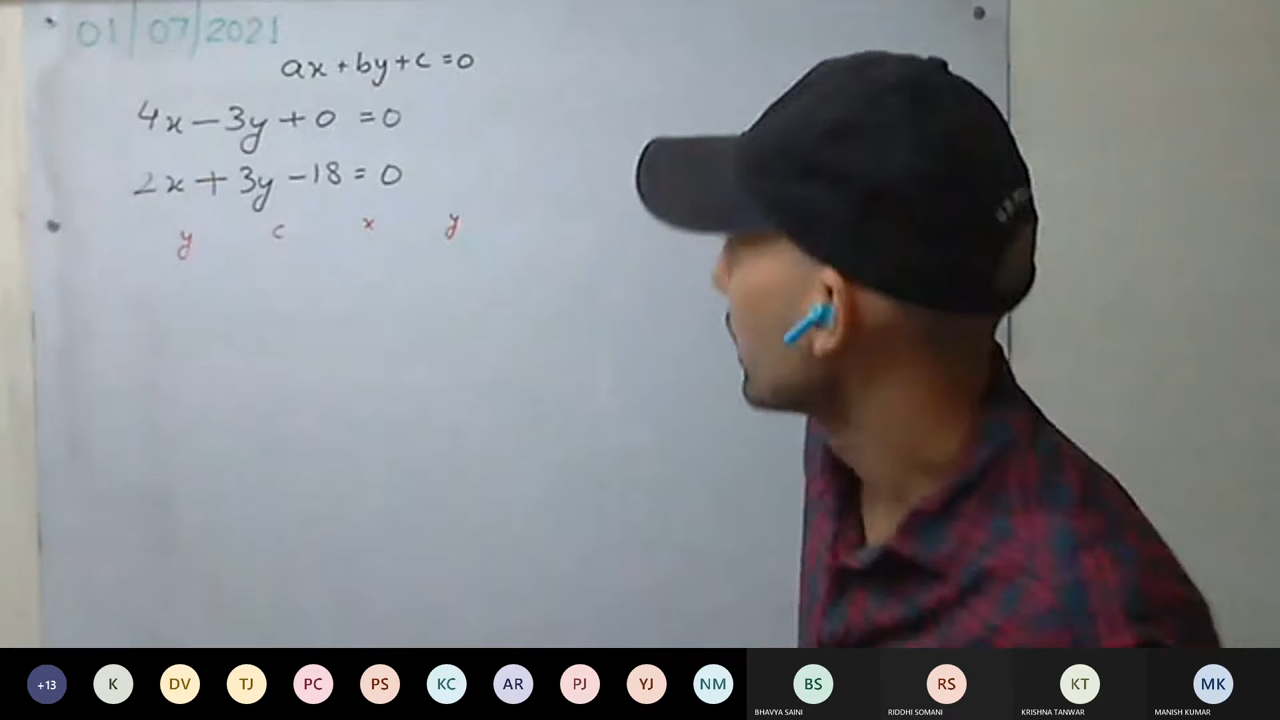 01/07/2021
ax+by+c=0
4x-3y+0=0
2x+3y-18=0
y c x y
+13 K DV TJ PC PS KC AR PJ YJ NM BS RS KT MK
BHAVYA SAINI RIDDHI SOMANI KRISHNA TANWAR MANISH KUMAR